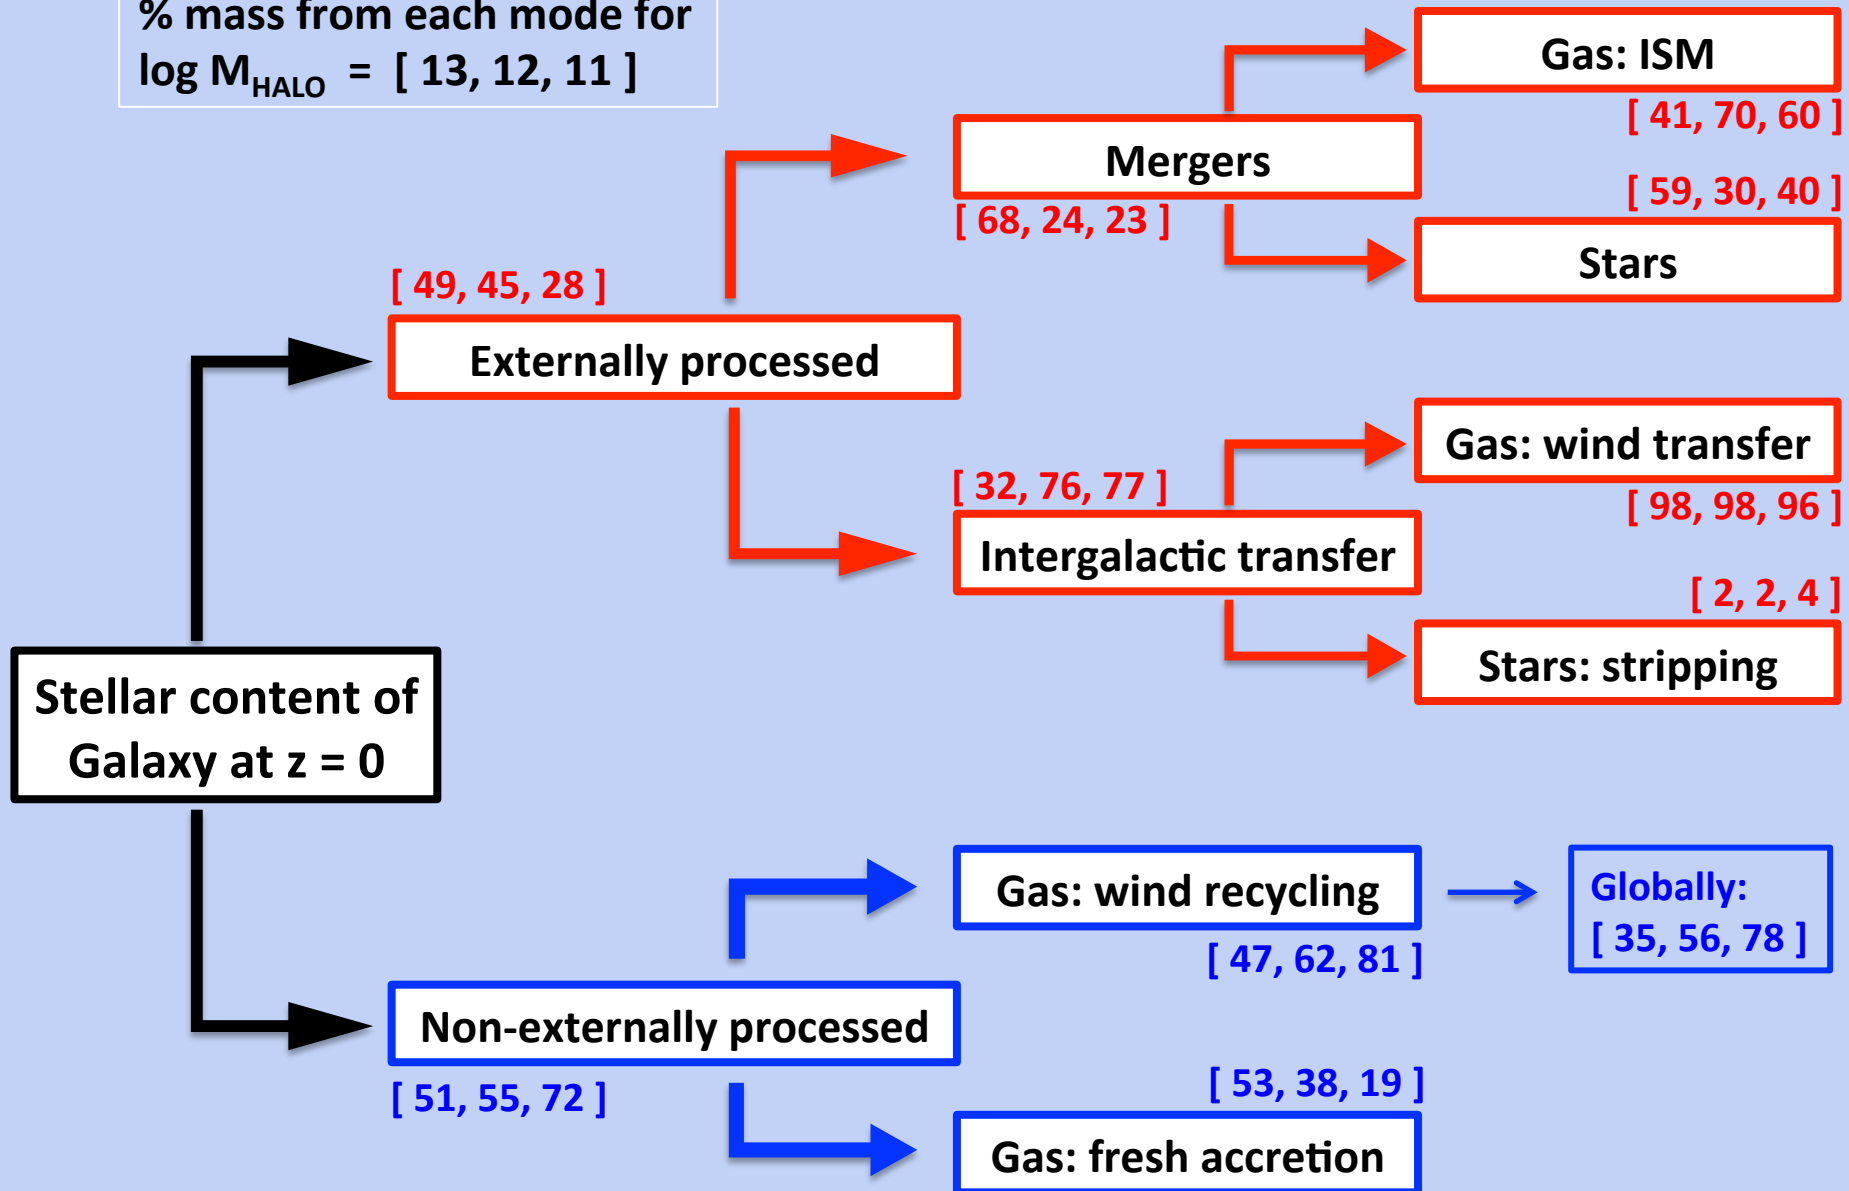 % mass from each mode for
log M_HALO = [ 13, 12, 11 ]
Gas: ISM
[ 41, 70, 60 ]
Mergers
[ 68, 24, 23 ]
[ 59, 30, 40 ]
Stars
[ 49, 45, 28 ]
Externally processed
Gas: wind transfer
[ 98, 98, 96 ]
[ 32, 76, 77 ]
Intergalactic transfer
[ 2, 2, 4 ]
Stars: stripping
Stellar content of
Galaxy at z = 0
Gas: wind recycling
[ 47, 62, 81 ]
Globally:
[ 35, 56, 78 ]
Non-externally processed
[ 51, 55, 72 ]
[ 53, 38, 19 ]
Gas: fresh accretion